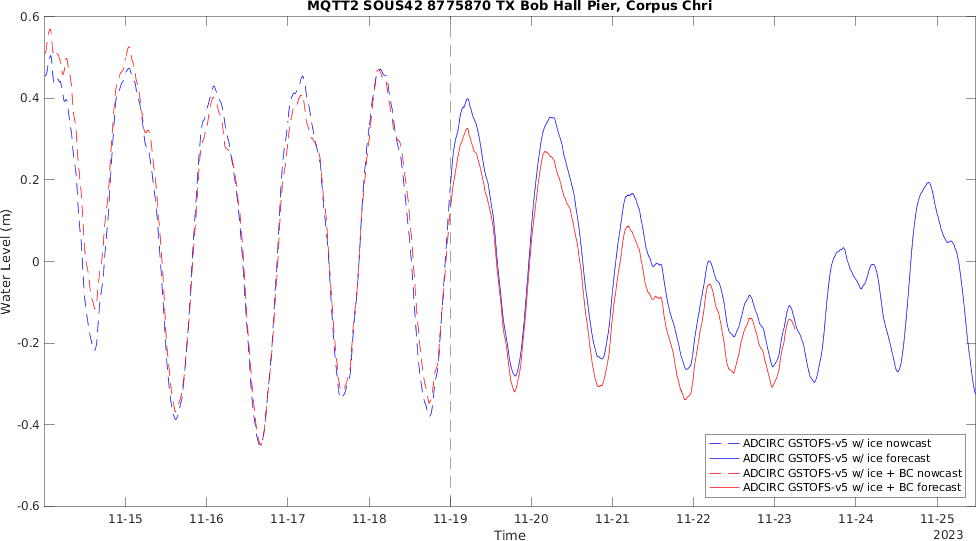 MQTT2 SOUS42 8775870 TX Bob Hall Pier, Corpus Chri
0.6
0.4
0.2
0
-0.2
-0.4
-0.6
Water Level (m)
ADCIRC GSTOFS-v5 w/ ice nowcast
ADCIRC GSTOFS-v5 w/ ice forecast
ADCIRC GSTOFS-v5 w/ ice + BC nowcast
ADCIRC GSTOFS-v5 w/ ice + BC forecast
11-15 11-16 11-17 11-18 11-19 11-20 11-21 11-22 11-23 11-24 11-25
Time
2023